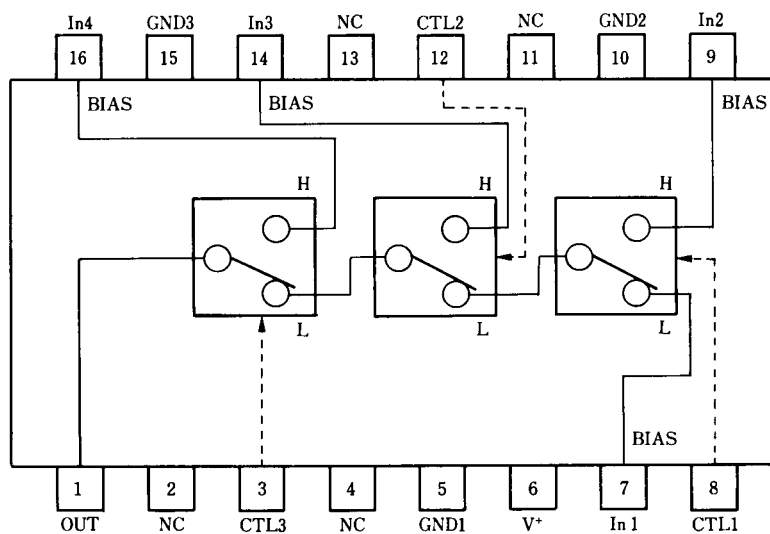 In4 GND3 In3 NC CTL2 NC GND2 In2
16 15 14 13 12 11 10 9
BIAS BIAS BIAS
H H H
L L L
BIAS
1 2 3 4 5 6 7 8
OUT NC CTL3 NC GND1 V+ In 1 CTL1